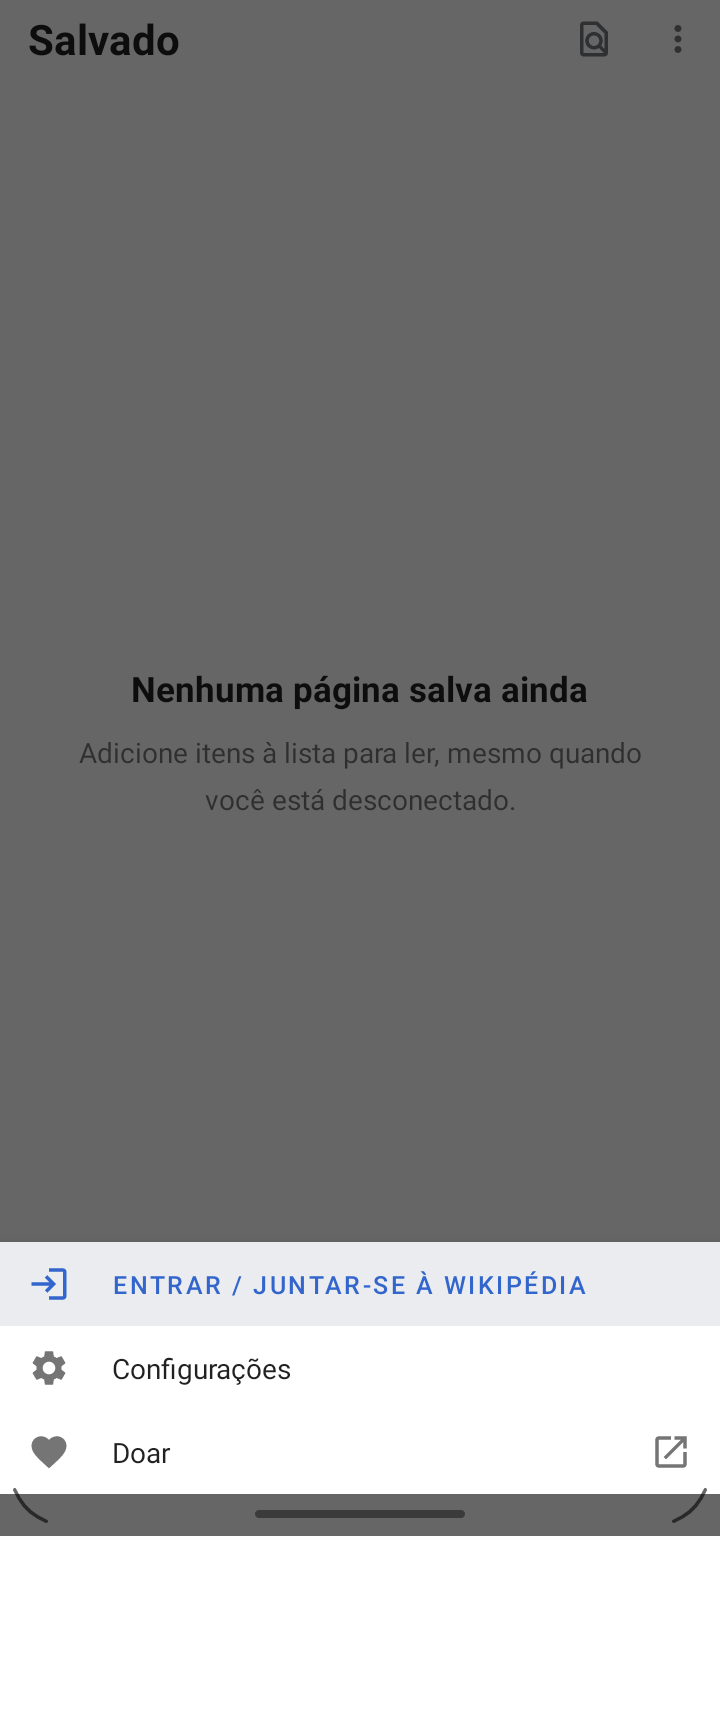 Salvado
Nenhuma página salva ainda
Adicione itens à lista para ler, mesmo quando
você está desconectado.
ENTRAR / JUNTAR-SE À WIKIPÉDIA
Configurações
Doar